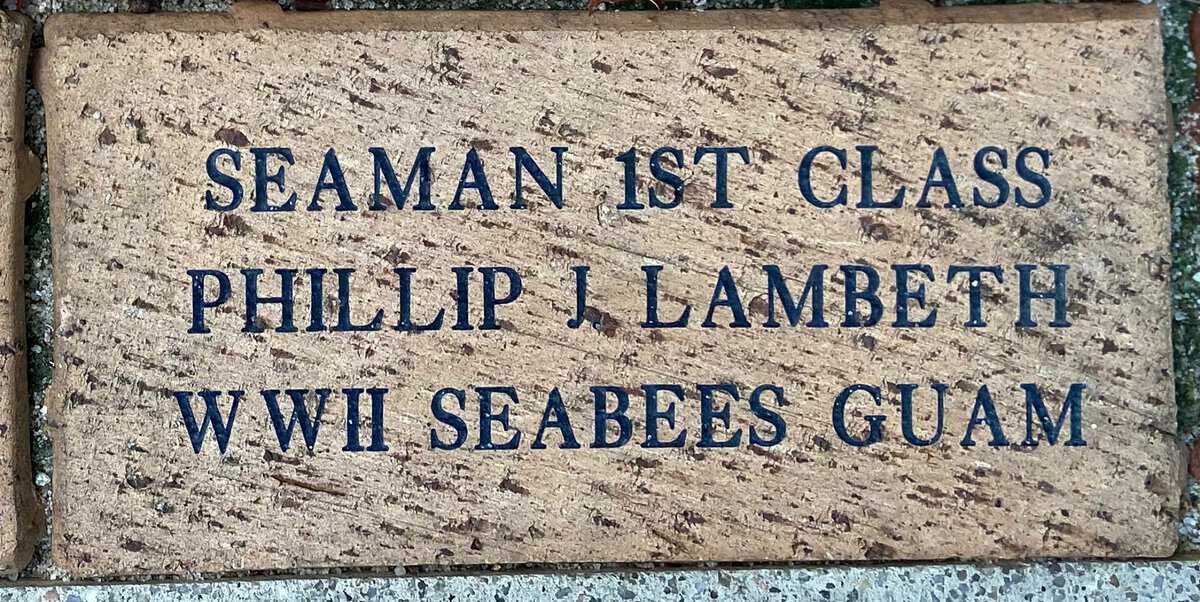 SEAMAN 1ST CLASS
PHILLIP J. LAMBETH
WWII SEABEES GUAM